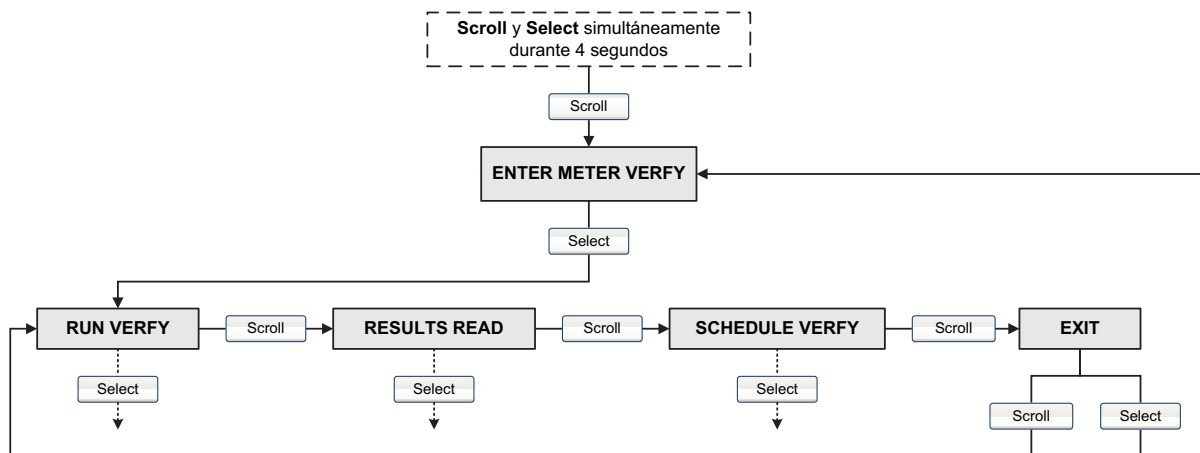 Scroll y Select simultáneamente
durante 4 segundos
Scroll
ENTER METER VERFY
Select
RUN VERFY
Scroll
RESULTS READ
Scroll
SCHEDULE VERFY
Scroll
EXIT
Select
Select
Select
Scroll
Select